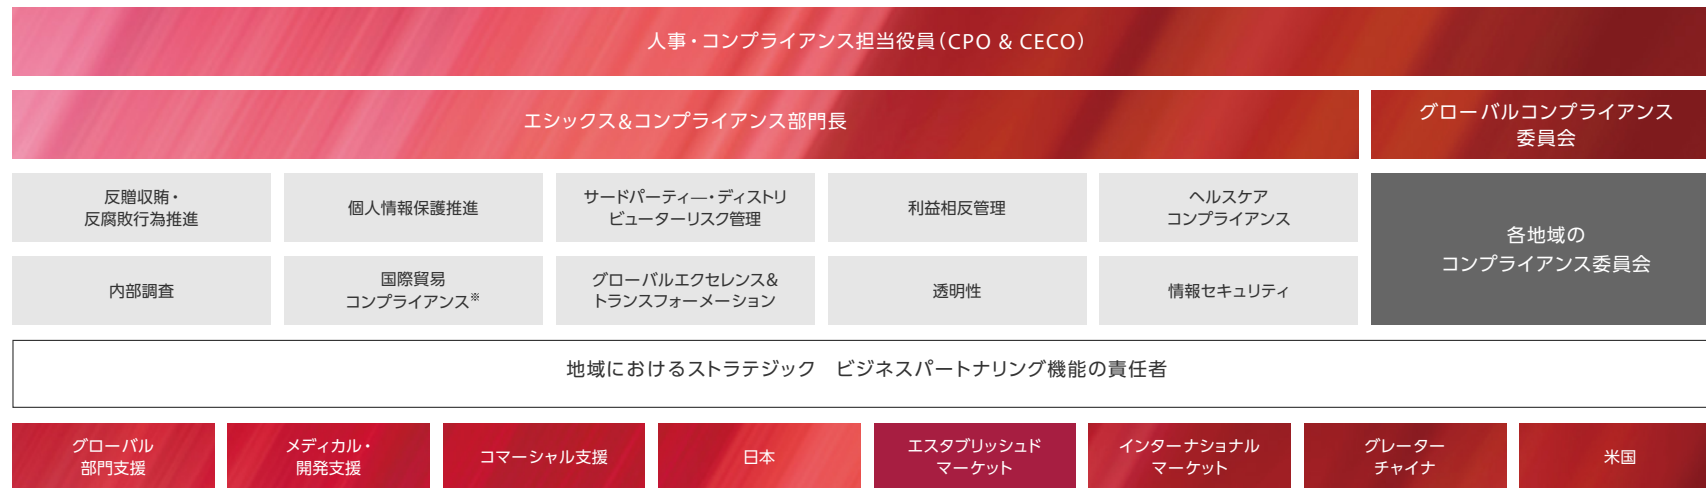 人事・コンプライアンス担当役員（CPO & CECO）
エシックス&コンプライアンス部門長
グローバルコンプライアンス
委員会
反贈収賄・
反腐敗行為推進
個人情報保護推進
サードパーティ―・ディストリ
ビューターリスク管理
利益相反管理
ヘルスケア
コンプライアンス
各地域の
コンプライアンス委員会
内部調査
国際貿易
コンプライアンス※
グローバルエクセレンス&
トランスフォーメーション
透明性
情報セキュリティ
地域におけるストラテジック　ビジネスパートナリング機能の責任者
グローバル
部門支援
メディカル・
開発支援
コマーシャル支援
日本
エスタブリッシュド
マーケット
インターナショナル
マーケット
グレーター
チャイナ
米国